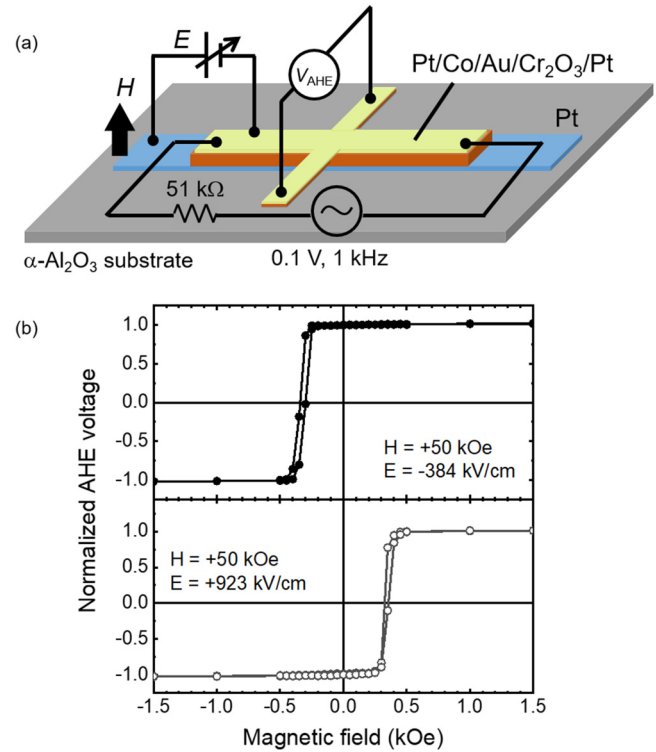 (a)
E
H
V_AHE
Pt/Co/Au/Cr₂O₃/Pt
Pt
51 kΩ
α-Al₂O₃ substrate
0.1 V, 1 kHz
(b)
Normalized AHE voltage
1.0
0.5
0.0
-0.5
-1.0
H = +50 kOe
E = -384 kV/cm
1.0
0.5
0.0
-0.5
-1.0
H = +50 kOe
E = +923 kV/cm
-1.5 -1.0 -0.5 0.0 0.5 1.0 1.5
Magnetic field (kOe)